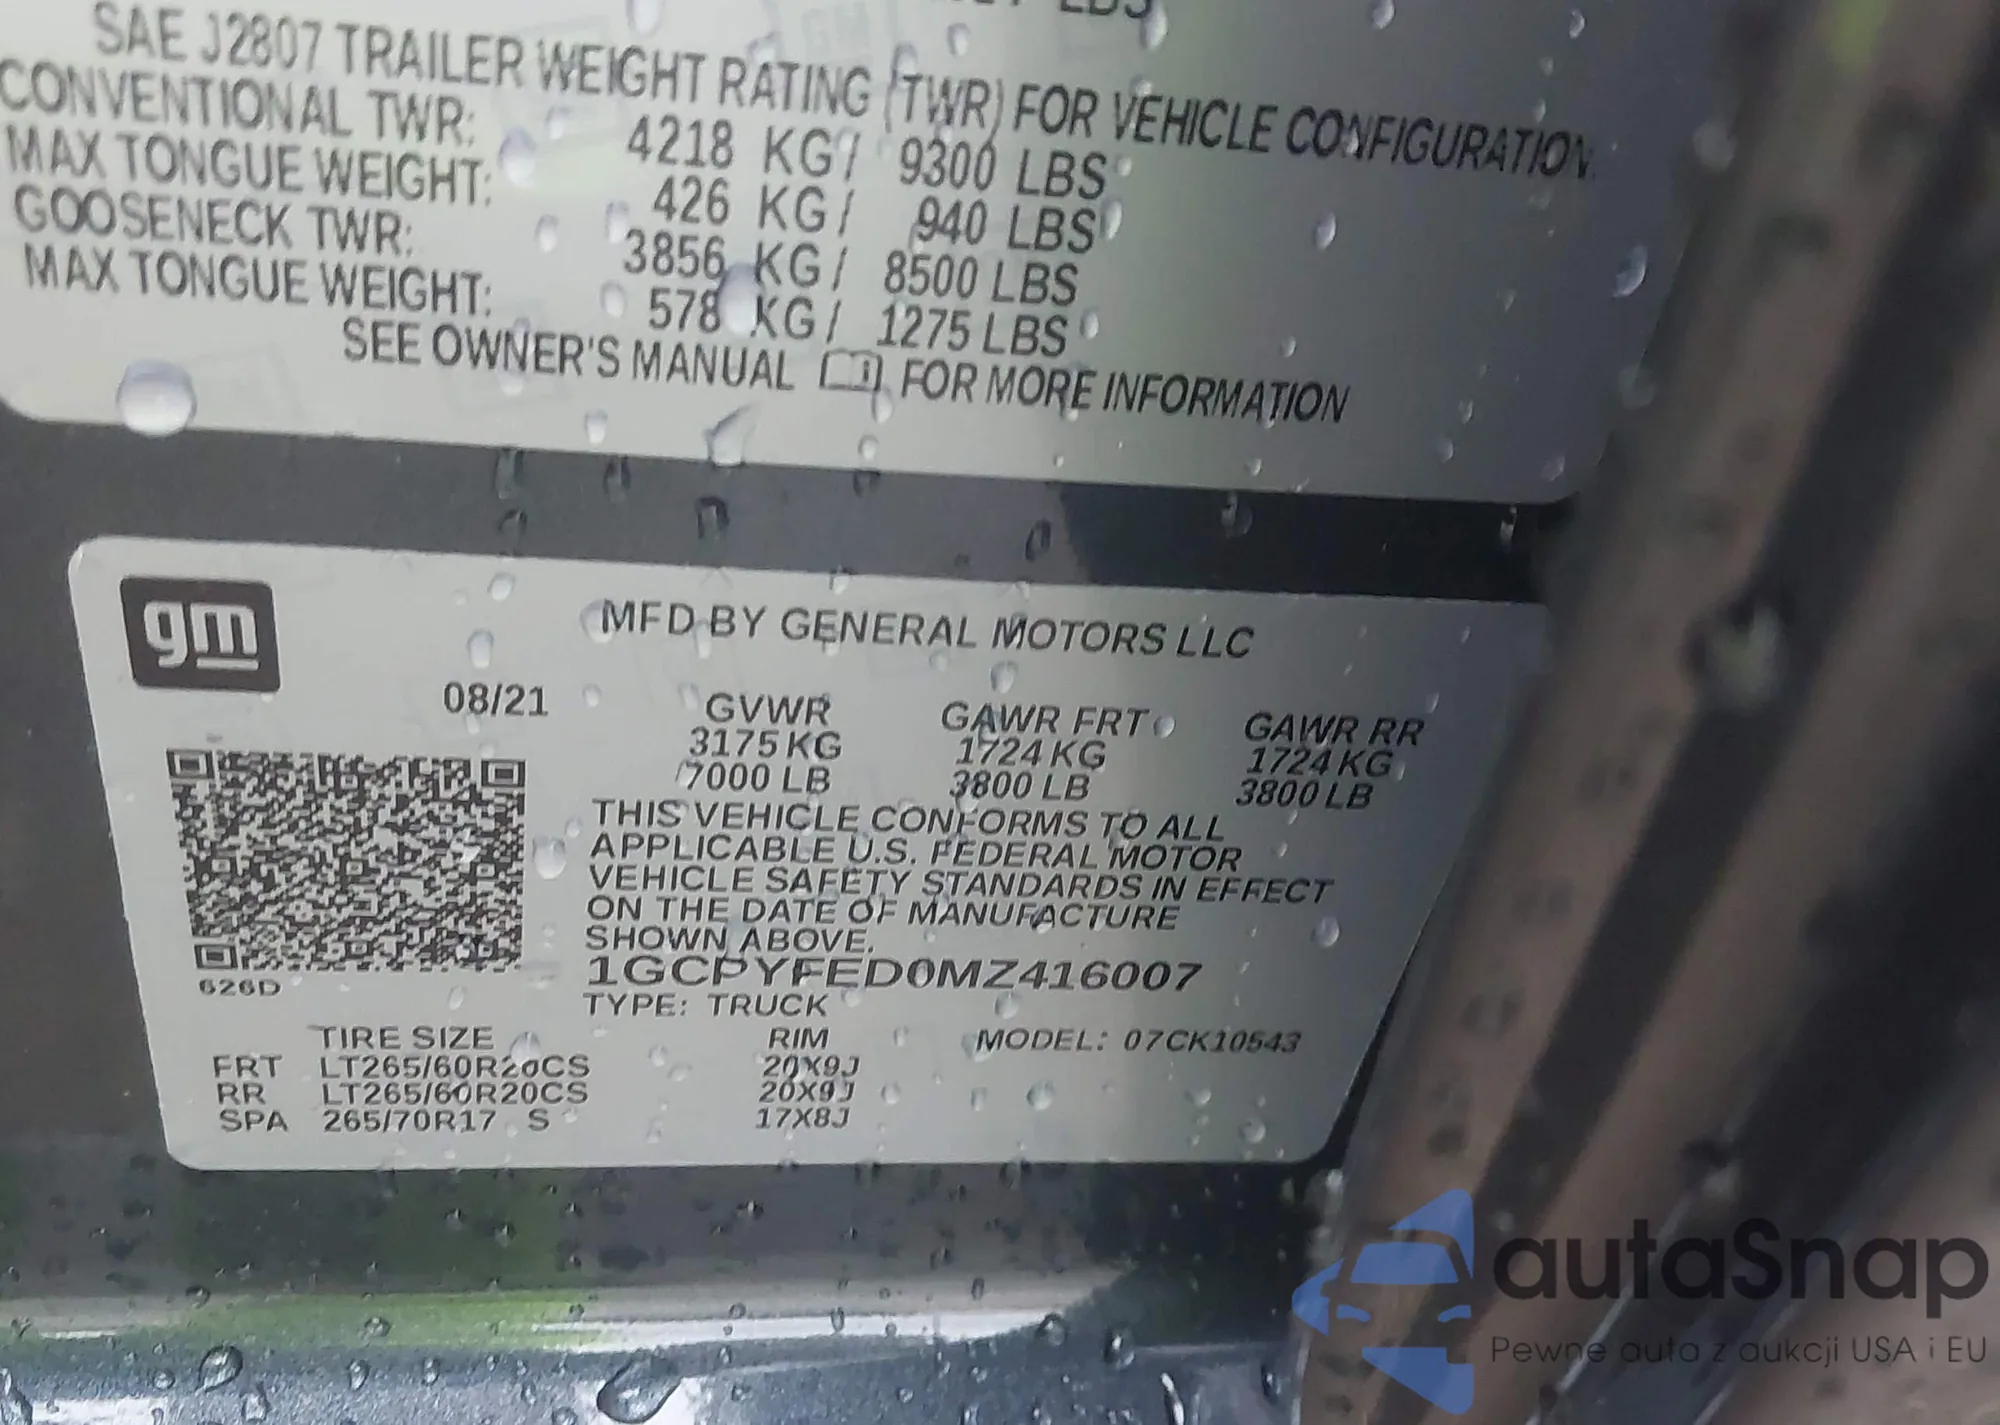 LBS
SAE J2807 TRAILER WEIGHT RATING (TWR) FOR VEHICLE CONFIGURATION
CONVENTIONAL TWR: 4218 KG / 9300 LBS
MAX TONGUE WEIGHT: 426 KG / 940 LBS
GOOSENECK TWR: 3856 KG / 8500 LBS
MAX TONGUE WEIGHT: 578 KG / 1275 LBS
SEE OWNER'S MANUAL FOR MORE INFORMATION
gm
MFD BY GENERAL MOTORS LLC
08/21 GVWR GAWR FRT GAWR RR
3175 KG 1724 KG 1724 KG
7000 LB 3800 LB 3800 LB
THIS VEHICLE CONFORMS TO ALL
APPLICABLE U.S. FEDERAL MOTOR
VEHICLE SAFETY STANDARDS IN EFFECT
ON THE DATE OF MANUFACTURE
SHOWN ABOVE.
1GCPYFED0MZ416007
626D
TYPE: TRUCK
TIRE SIZE RIM MODEL: 07CK10543
FRT LT265/60R20CS 20X9J
RR LT265/60R20CS 20X9J
SPA 265/70R17 S 17X8J
autaSnap
Pewne auta z aukcji USA i EU